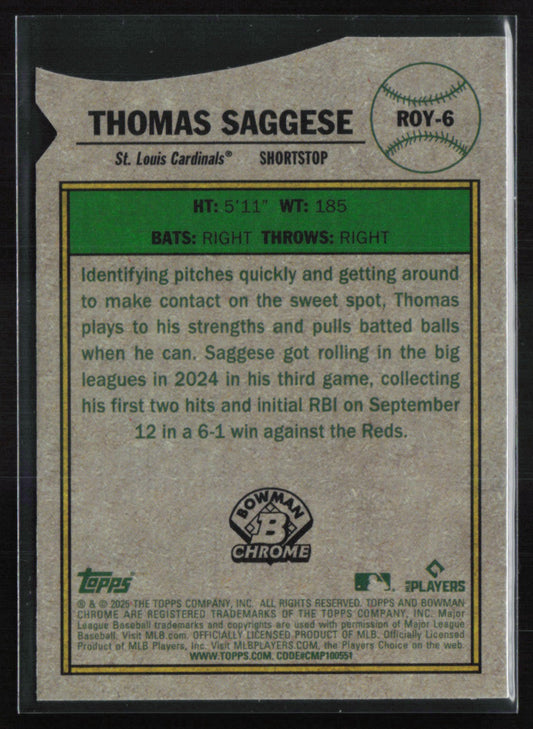 THOMAS SAGGESE
ROY-6
St. Louis Cardinals® SHORTSTOP
HT: 5'11" WT: 185
BATS: RIGHT THROWS: RIGHT
Identifying pitches quickly and getting around
to make contact on the sweet spot, Thomas
plays to his strengths and pulls batted balls
when he can. Saggese got rolling in the big
leagues in 2024 in his third game, collecting
his first two hits and initial RBI on September
12 in a 6-1 win against the Reds.
BOWMAN
B
CHROME
Topps
MLB PLAYERS
® & © 2025 THE TOPPS COMPANY, INC. ALL RIGHTS RESERVED. TOPPS AND BOWMAN
CHROME ARE REGISTERED TRADEMARKS OF THE TOPPS COMPANY, INC. Major
League Baseball trademarks and copyrights are used with permission of Major League
Baseball. Visit MLB.com. OFFICIALLY LICENSED PRODUCT OF MLB. Officially Licensed
Product of MLB Players, Inc. Visit MLBPLAYERS.COM, the Players Choice on the web.
WWW.TOPPS.COM. CODE#CMP100551